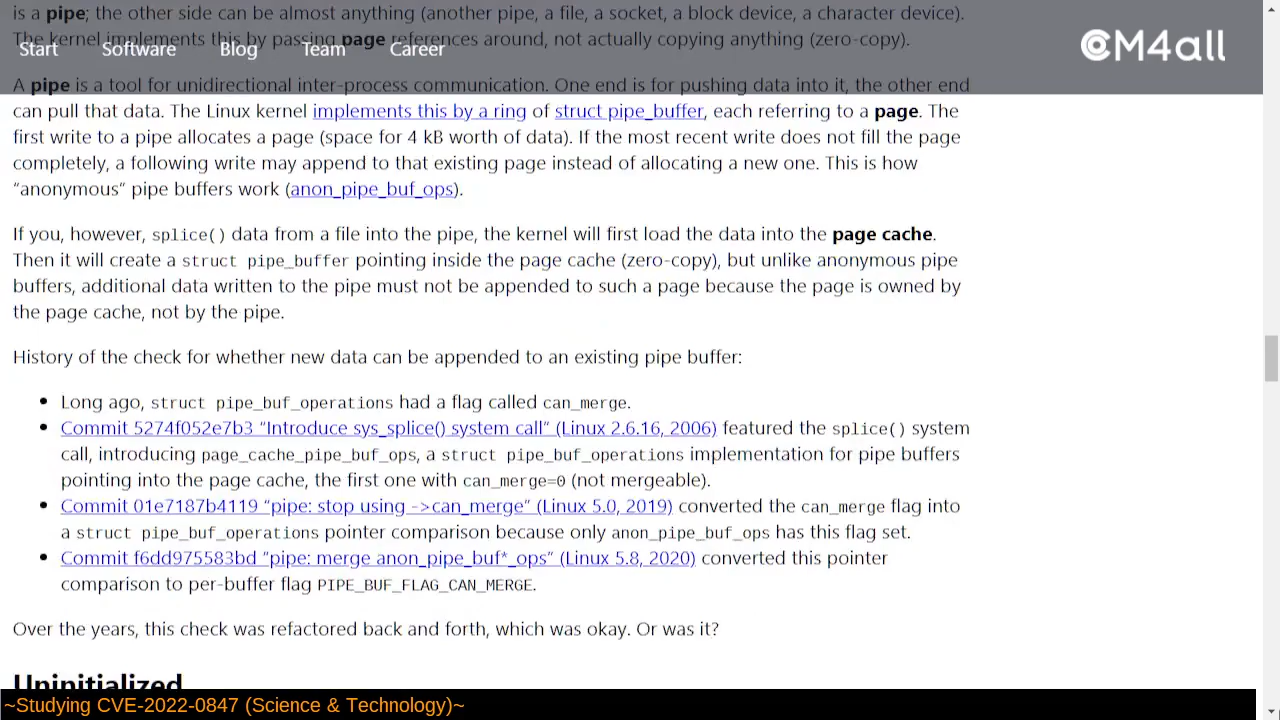 is a pipe; the other side can be almost anything (another pipe, a file, a socket, a block device, a character device).
The kernel implements this by passing page references around, not actually copying anything (zero-copy).
Start Software Blog Team Career CM4all
A pipe is a tool for unidirectional inter-process communication. One end is for pushing data into it, the other end
can pull that data. The Linux kernel implements this by a ring of struct pipe_buffer, each referring to a page. The
first write to a pipe allocates a page (space for 4 kB worth of data). If the most recent write does not fill the page
completely, a following write may append to that existing page instead of allocating a new one. This is how
“anonymous” pipe buffers work (anon_pipe_buf_ops).
If you, however, splice() data from a file into the pipe, the kernel will first load the data into the page cache.
Then it will create a struct pipe_buffer pointing inside the page cache (zero-copy), but unlike anonymous pipe
buffers, additional data written to the pipe must not be appended to such a page because the page is owned by
the page cache, not by the pipe.
History of the check for whether new data can be appended to an existing pipe buffer:
• Long ago, struct pipe_buf_operations had a flag called can_merge.
• Commit 5274f052e7b3 “Introduce sys_splice() system call” (Linux 2.6.16, 2006) featured the splice() system
call, introducing page_cache_pipe_buf_ops, a struct pipe_buf_operations implementation for pipe buffers
pointing into the page cache, the first one with can_merge=0 (not mergeable).
• Commit 01e7187b4119 “pipe: stop using ->can_merge” (Linux 5.0, 2019) converted the can_merge flag into
a struct pipe_buf_operations pointer comparison because only anon_pipe_buf_ops has this flag set.
• Commit f6dd975583bd “pipe: merge anon_pipe_buf*_ops” (Linux 5.8, 2020) converted this pointer
comparison to per-buffer flag PIPE_BUF_FLAG_CAN_MERGE.
Over the years, this check was refactored back and forth, which was okay. Or was it?
Uninitialized
~Studying CVE-2022-0847 (Science & Technology)~